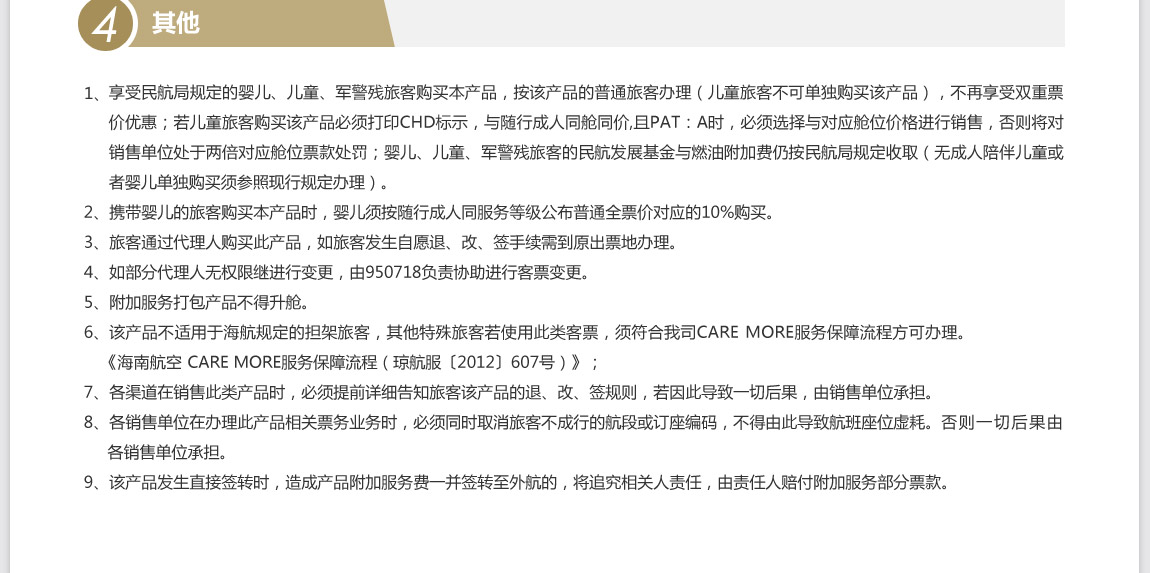 4 其他
1、享受民航局规定的婴儿、儿童、军警残旅客购买本产品，按该产品的普通旅客办理（儿童旅客不可单独购买该产品），不再享受双重票
价优惠；若儿童旅客购买该产品必须打印CHD标示，与随行成人同舱同价,且PAT：A时，必须选择与对应舱位价格进行销售，否则将对
销售单位处于两倍对应舱位票款处罚；婴儿、儿童、军警残旅客的民航发展基金与燃油附加费仍按民航局规定收取（无成人陪伴儿童或
者婴儿单独购买须参照现行规定办理）。
2、携带婴儿的旅客购买本产品时，婴儿须按随行成人同服务等级公布普通全票价对应的10%购买。
3、旅客通过代理人购买此产品，如旅客发生自愿退、改、签手续需到原出票地办理。
4、如部分代理人无权限继进行变更，由950718负责协助进行客票变更。
5、附加服务打包产品不得升舱。
6、该产品不适用于海航规定的担架旅客，其他特殊旅客若使用此类客票，须符合我司CARE MORE服务保障流程方可办理。
《海南航空 CARE MORE服务保障流程（琼航服〔2012〕607号）》；
7、各渠道在销售此类产品时，必须提前详细告知旅客该产品的退、改、签规则，若因此导致一切后果，由销售单位承担。
8、各销售单位在办理此产品相关票务业务时，必须同时取消旅客不成行的航段或订座编码，不得由此导致航班座位虚耗。否则一切后果由
各销售单位承担。
9、该产品发生直接签转时，造成产品附加服务费一并签转至外航的，将追究相关人责任，由责任人赔付附加服务部分票款。